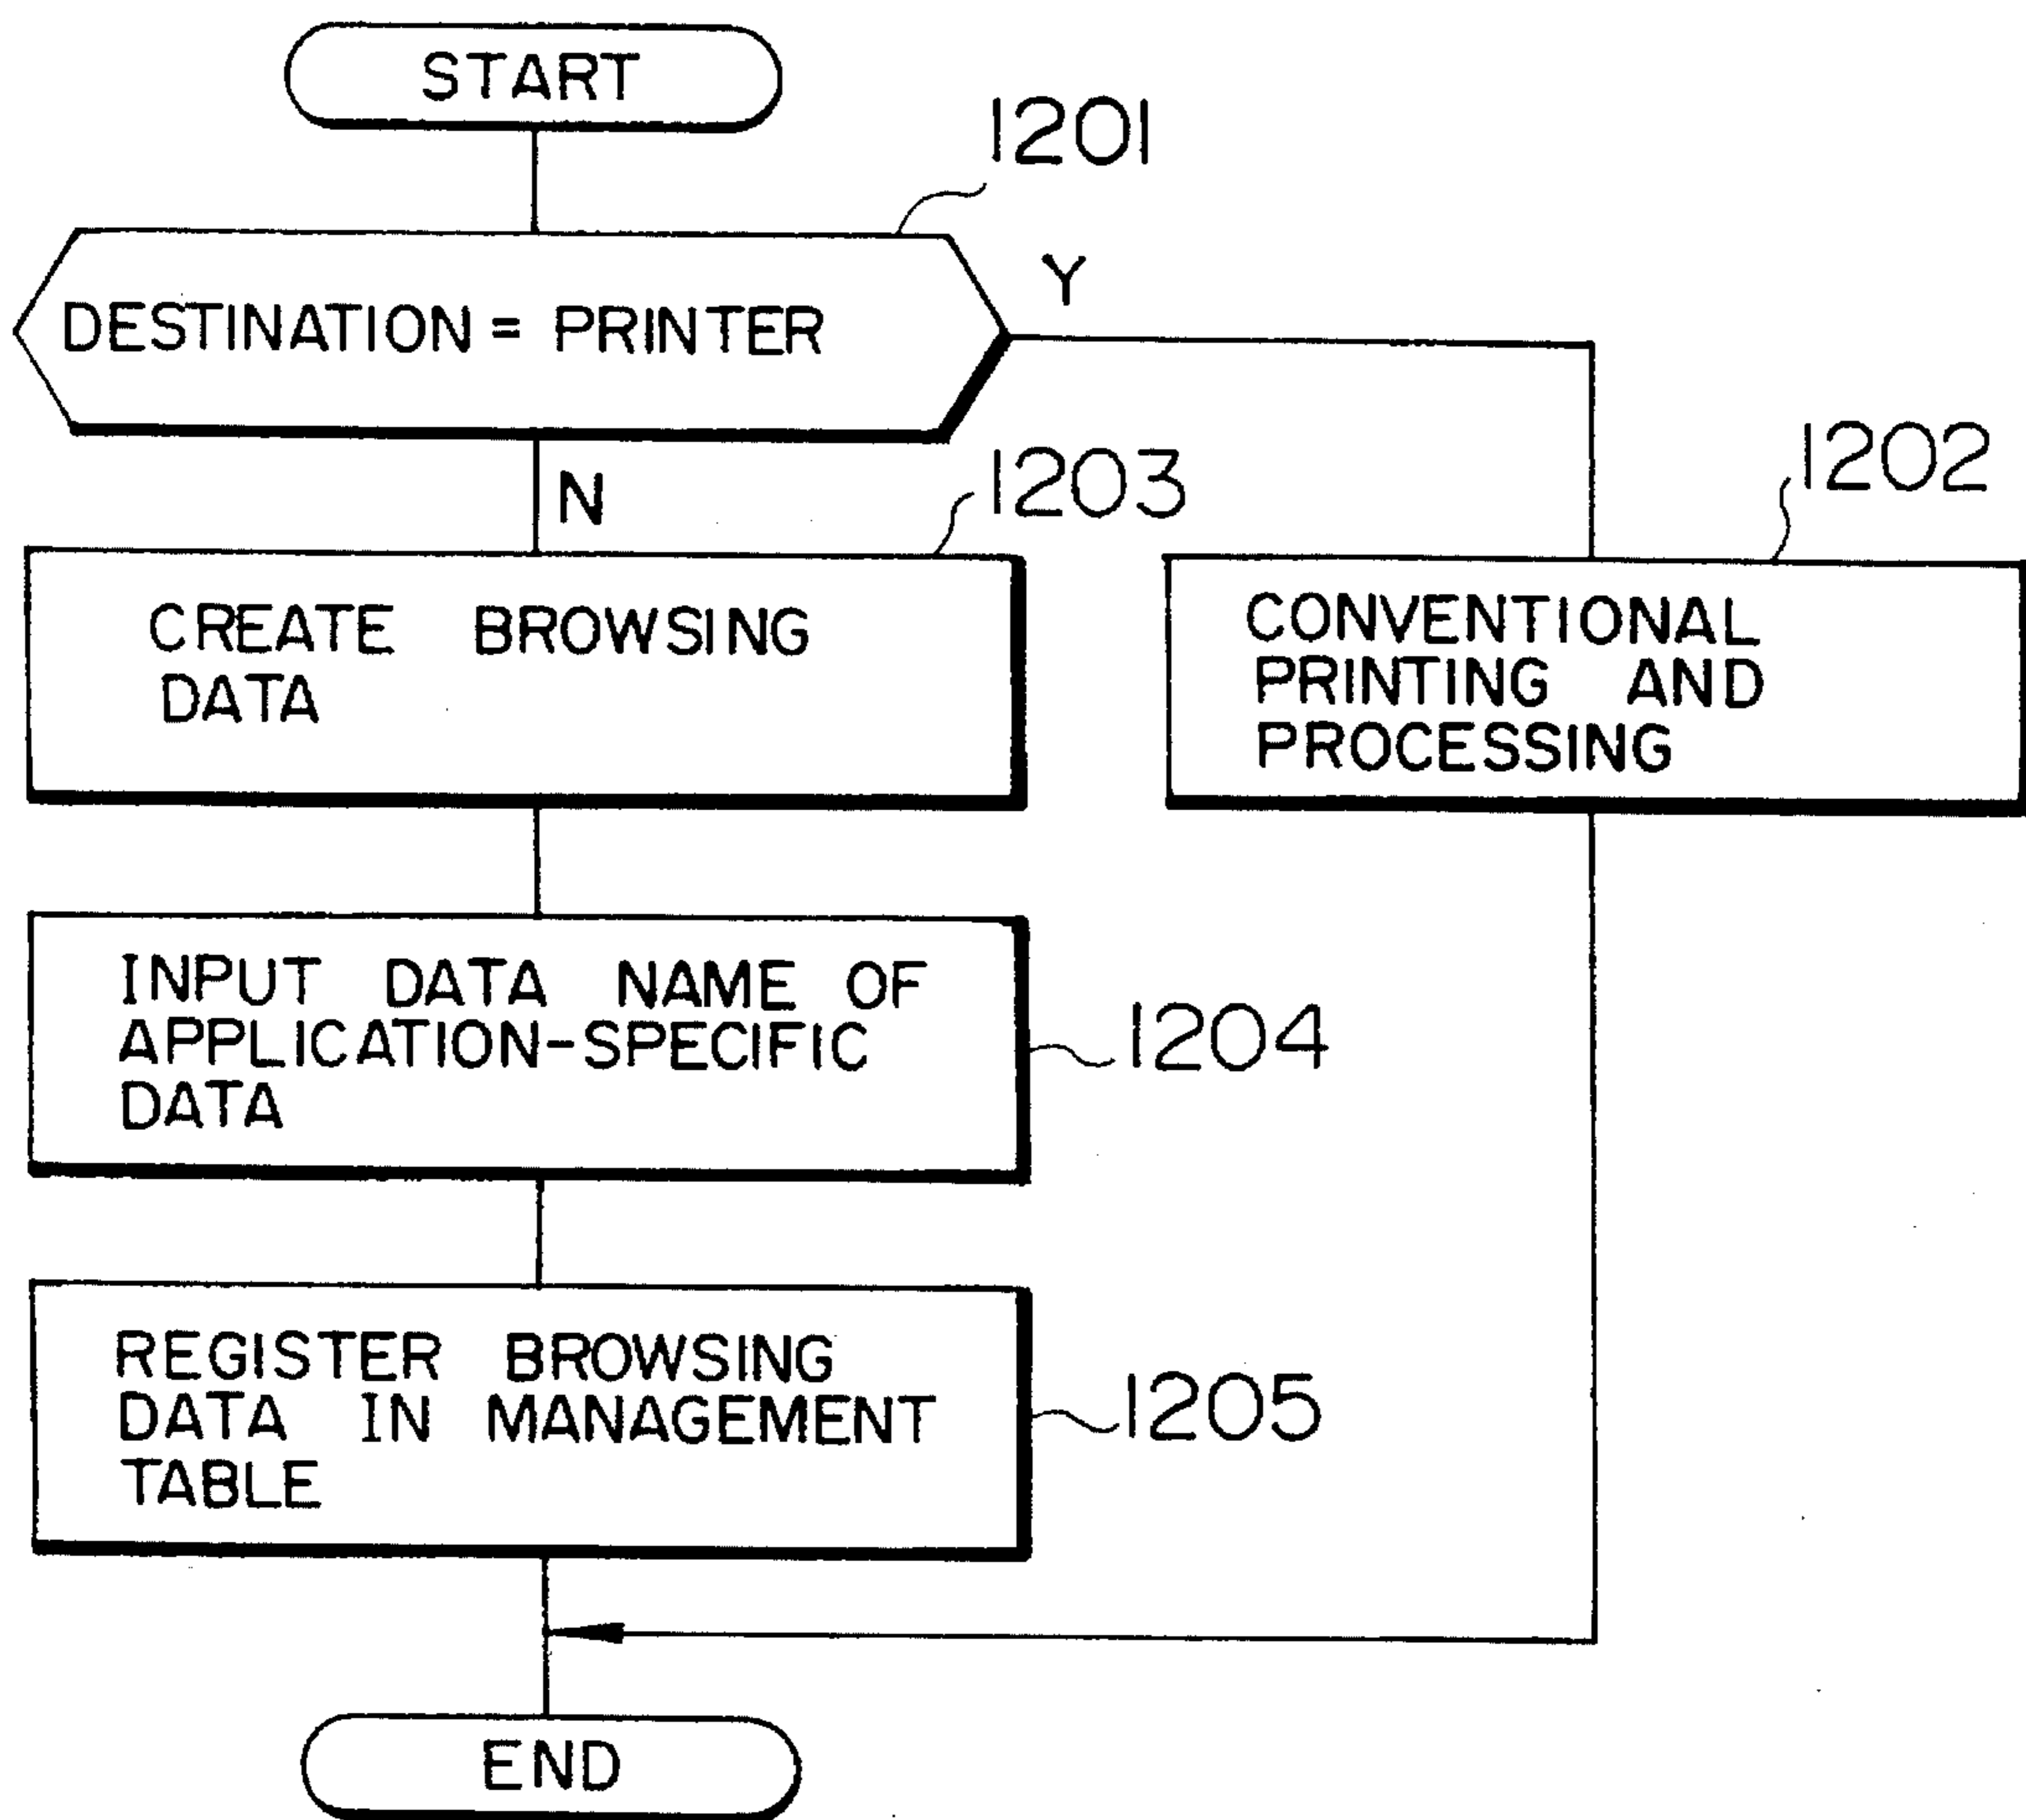 START
1201
DESTINATION = PRINTER
Y
N
1203
1202
CREATE BROWSING
DATA
CONVENTIONAL
PRINTING AND
PROCESSING
INPUT DATA NAME OF
APPLICATION-SPECIFIC
DATA
1204
REGISTER BROWSING
DATA IN MANAGEMENT
TABLE
1205
END